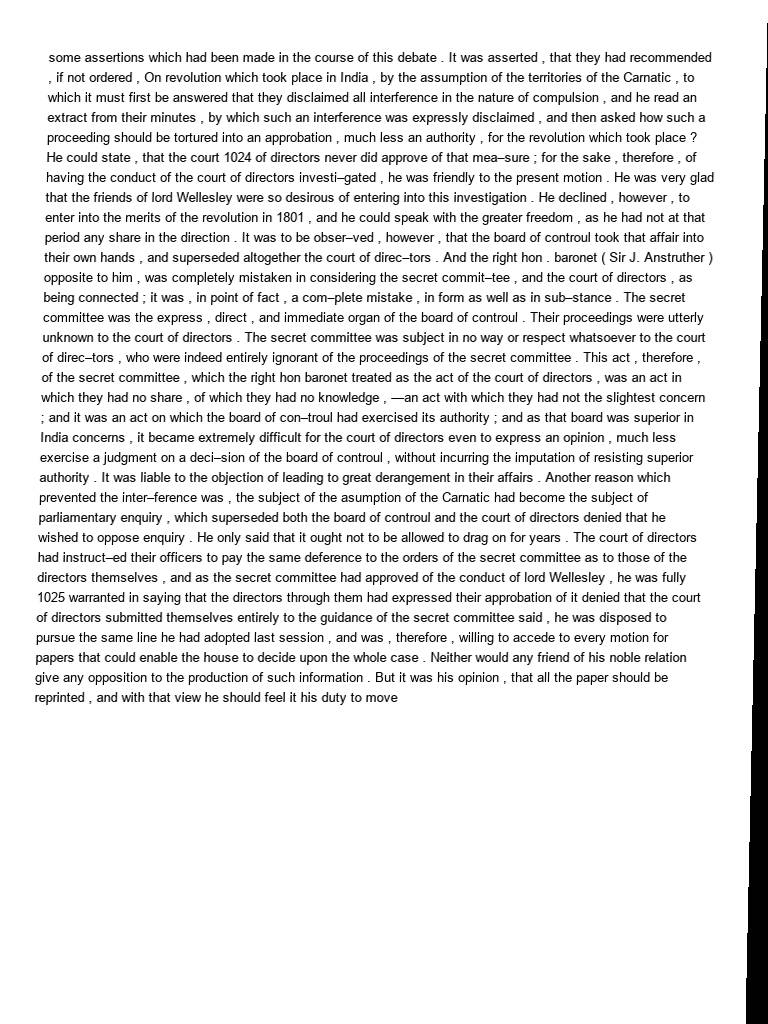 some assertions which had been made in the course of this debate . It was asserted , that they had recommended
, if not ordered , On revolution which took place in India , by the assumption of the territories of the Carnatic , to
which it must first be answered that they disclaimed all interference in the nature of compulsion , and he read an
extract from their minutes , by which such an interference was expressly disclaimed , and then asked how such a
proceeding should be tortured into an approbation , much less an authority , for the revolution which took place ?
He could state , that the court 1024 of directors never did approve of that mea–sure ; for the sake , therefore , of
having the conduct of the court of directors investi–gated , he was friendly to the present motion . He was very glad
that the friends of lord Wellesley were so desirous of entering into this investigation . He declined , however , to
enter into the merits of the revolution in 1801 , and he could speak with the greater freedom , as he had not at that
period any share in the direction . It was to be obser–ved , however , that the board of controul took that affair into
their own hands , and superseded altogether the court of direc–tors . And the right hon . baronet ( Sir J. Anstruther )
opposite to him , was completely mistaken in considering the secret commit–tee , and the court of directors , as
being connected ; it was , in point of fact , a com–plete mistake , in form as well as in sub–stance . The secret
committee was the express , direct , and immediate organ of the board of controul . Their proceedings were utterly
unknown to the court of directors . The secret committee was subject in no way or respect whatsoever to the court
of direc–tors , who were indeed entirely ignorant of the proceedings of the secret committee . This act , therefore ,
of the secret committee , which the right hon baronet treated as the act of the court of directors , was an act in
which they had no share , of which they had no knowledge , —an act with which they had not the slightest concern
; and it was an act on which the board of con–troul had exercised its authority ; and as that board was superior in
India concerns , it became extremely difficult for the court of directors even to express an opinion , much less
exercise a judgment on a deci–sion of the board of controul , without incurring the imputation of resisting superior
authority . It was liable to the objection of leading to great derangement in their affairs . Another reason which
prevented the inter–ference was , the subject of the asumption of the Carnatic had become the subject of
parliamentary enquiry , which superseded both the board of controul and the court of directors denied that he
wished to oppose enquiry . He only said that it ought not to be allowed to drag on for years . The court of directors
had instruct–ed their officers to pay the same deference to the orders of the secret committee as to those of the
directors themselves , and as the secret committee had approved of the conduct of lord Wellesley , he was fully
1025 warranted in saying that the directors through them had expressed their approbation of it denied that the court
of directors submitted themselves entirely to the guidance of the secret committee said , he was disposed to
pursue the same line he had adopted last session , and was , therefore , willing to accede to every motion for
papers that could enable the house to decide upon the whole case . Neither would any friend of his noble relation
give any opposition to the production of such information . But it was his opinion , that all the paper should be
reprinted , and with that view he should feel it his duty to move